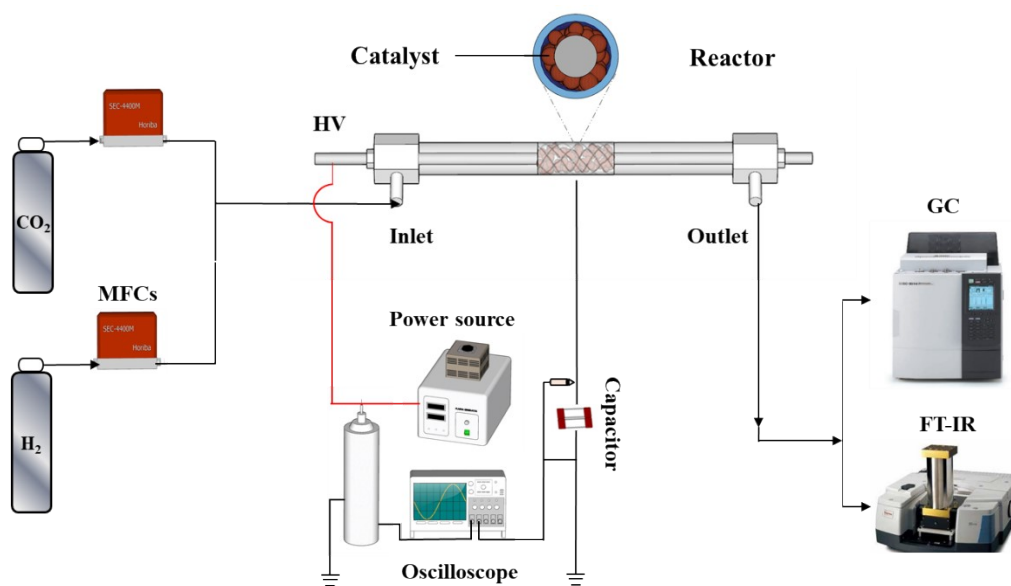 Catalyst
Reactor
SEC-4400M
Horiba
HV
CO₂
Inlet
Outlet
GC
MFCs
SEC-4400M
Horiba
Power source
Capacitor
H₂
FT-IR
Oscilloscope